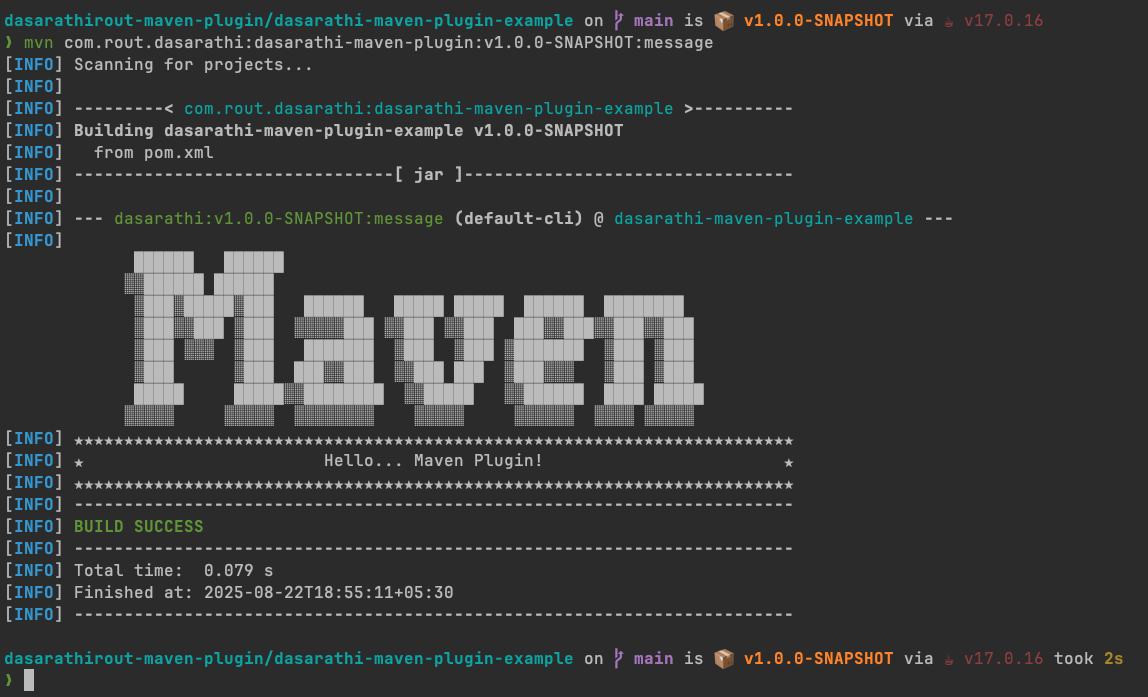 dasarathirout-maven-plugin/dasarathi-maven-plugin-example on main is 📦 v1.0.0-SNAPSHOT via ☕ v17.0.16
❯ mvn com.rout.dasarathi:dasarathi-maven-plugin:v1.0.0-SNAPSHOT:message
[INFO] Scanning for projects...
[INFO]
[INFO] ---------< com.rout.dasarathi:dasarathi-maven-plugin-example >----------
[INFO] Building dasarathi-maven-plugin-example v1.0.0-SNAPSHOT
[INFO]   from pom.xml
[INFO] --------------------------------[ jar ]---------------------------------
[INFO]
[INFO] --- dasarathi:v1.0.0-SNAPSHOT:message (default-cli) @ dasarathi-maven-plugin-example ---
[INFO]
Maven
[INFO] ★★★★★★★★★★★★★★★★★★★★★★★★★★★★★★★★★★★★★★★★★★★★★★★★★★★★★★★★★★★★★★★★★★★★★★★★
[INFO] ★                        Hello... Maven Plugin!                        ★
[INFO] ★★★★★★★★★★★★★★★★★★★★★★★★★★★★★★★★★★★★★★★★★★★★★★★★★★★★★★★★★★★★★★★★★★★★★★★★
[INFO] ------------------------------------------------------------------------
[INFO] BUILD SUCCESS
[INFO] ------------------------------------------------------------------------
[INFO] Total time:  0.079 s
[INFO] Finished at: 2025-08-22T18:55:11+05:30
[INFO] ------------------------------------------------------------------------
dasarathirout-maven-plugin/dasarathi-maven-plugin-example on main is 📦 v1.0.0-SNAPSHOT via ☕ v17.0.16 took 2s
❯